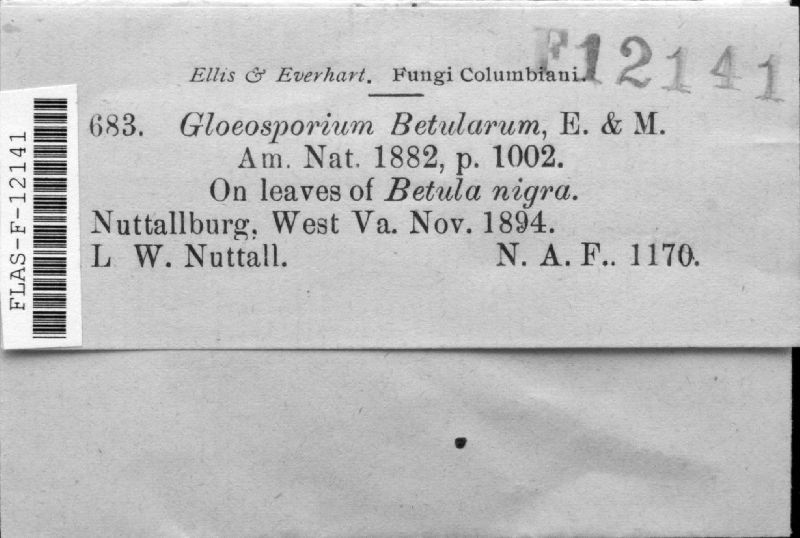 F12141
Ellis & Everhart. Fungi Columbiani.
683. Gloeosporium Betularum, E. & M.
Am. Nat. 1882, p. 1002.
On leaves of Betula nigra.
Nuttallburg, West Va. Nov. 1894.
L W. Nuttall. N. A. F.. 1170.
FLAS-F-12141